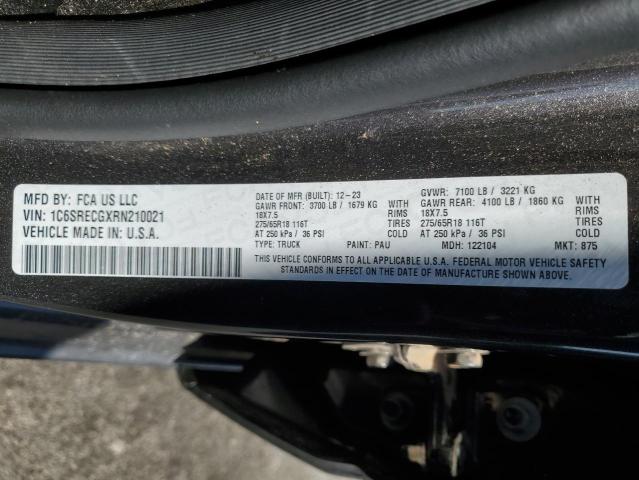 MFD BY: FCA US LLC
VIN: 1C6SRECGXRN210021
VEHICLE MADE IN: U.S.A.
DATE OF MFR (BUILT): 12-23 GVWR: 7100 LB / 3221 KG
GAWR FRONT: 3700 LB / 1679 KG WITH GAWR REAR: 4100 LB / 1860 KG WITH
18X7.5 RIMS 18X7.5 RIMS
275/65R18 116T TIRES 275/65R18 116T TIRES
AT 250 kPa / 36 PSI COLD AT 250 kPa / 36 PSI COLD
TYPE: TRUCK PAINT: PAU MDH: 122104 MKT: 875
THIS VEHICLE CONFORMS TO ALL APPLICABLE U.S.A. FEDERAL MOTOR VEHICLE SAFETY
STANDARDS IN EFFECT ON THE DATE OF MANUFACTURE SHOWN ABOVE.